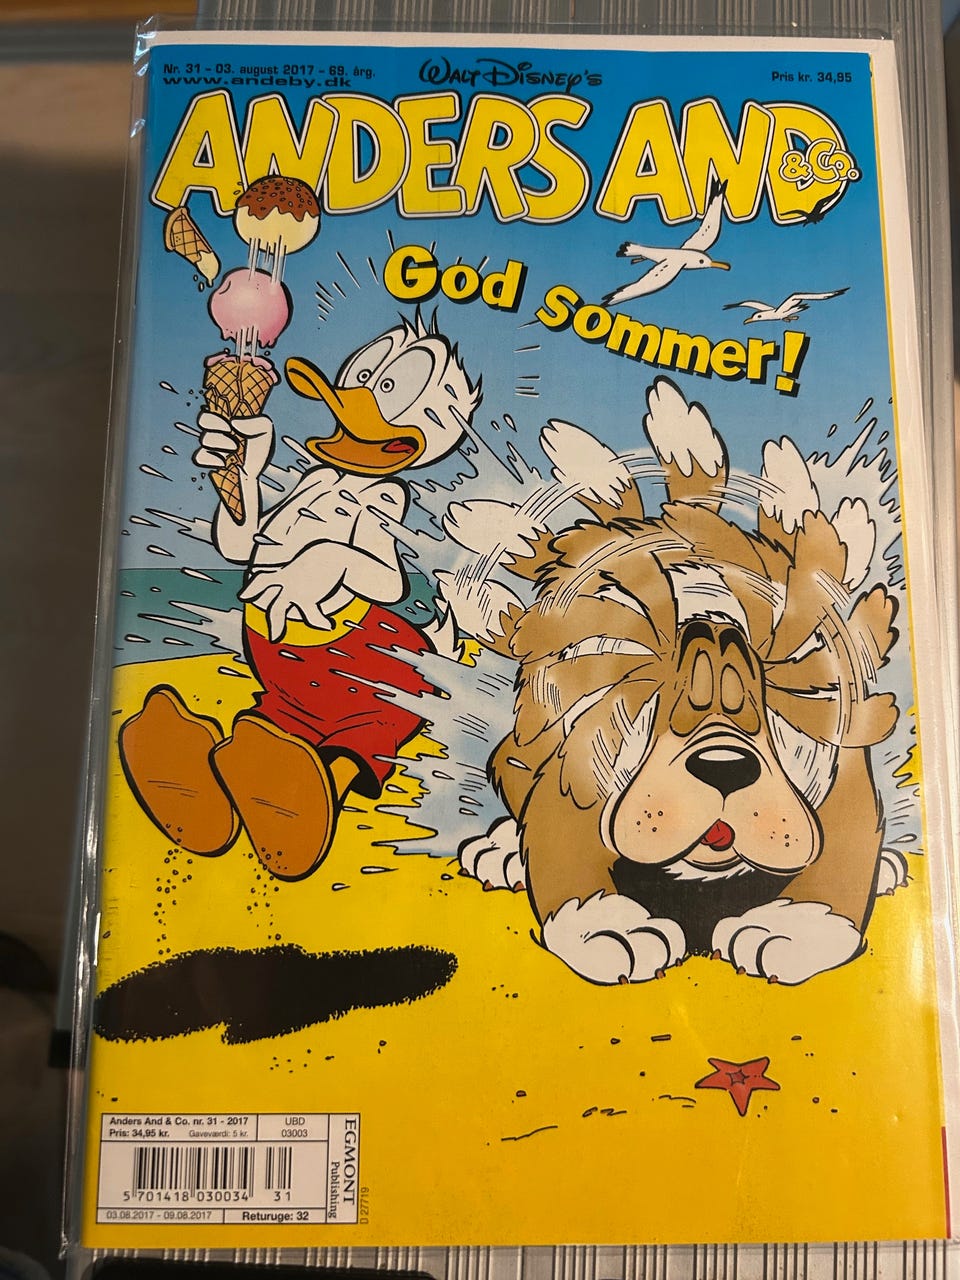 Nr. 31 - 03. august 2017 - 69. årg.
www.andeby.dk
WALT DISNEY'S
Pris kr. 34,95
ANDERS AND
& Co.
God sommer!
Anders And & Co. nr. 31 - 2017
Pris: 34,95 kr. Gaveværdi: 5 kr.
UBD
03003
5 701418 030034 31
03.08.2017 - 09.08.2017
Returuge: 32
EGMONT
Publishing
D 27719